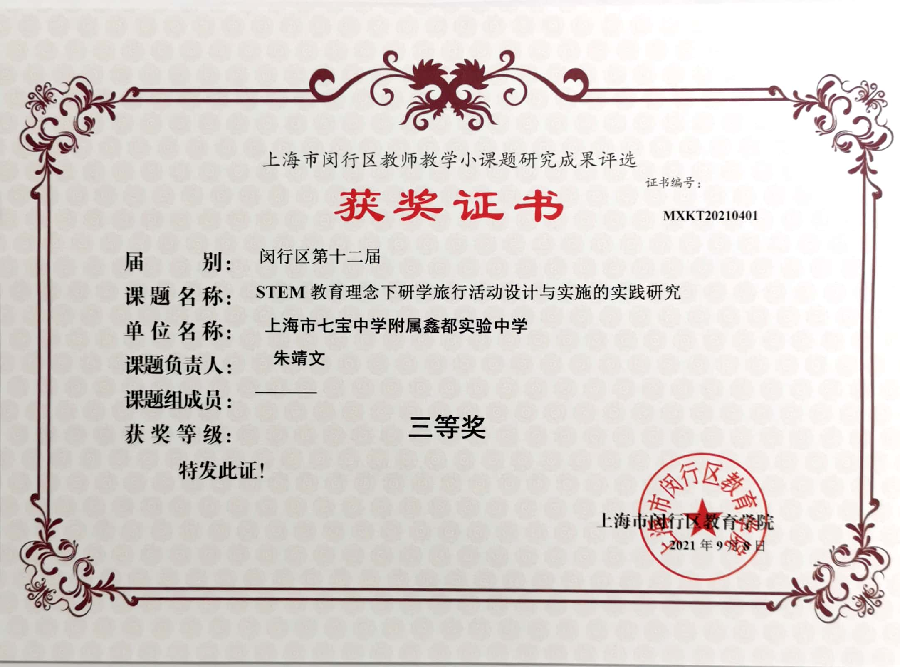 上海市闵行区教师教学小课题研究成果评选
证书编号：
获奖证书
MXKT20210401
届 别： 闵行区第十二届
课题名称： STEM 教育理念下研学旅行活动设计与实施的实践研究
单位名称： 上海市七宝中学附属鑫都实验中学
课题负责人： 朱靖文
课题组成员： ————
获奖等级： 三等奖
特发此证！
上海市闵行区教育学院
上海市闵行区教育学院
2021 年 9 月 8 日